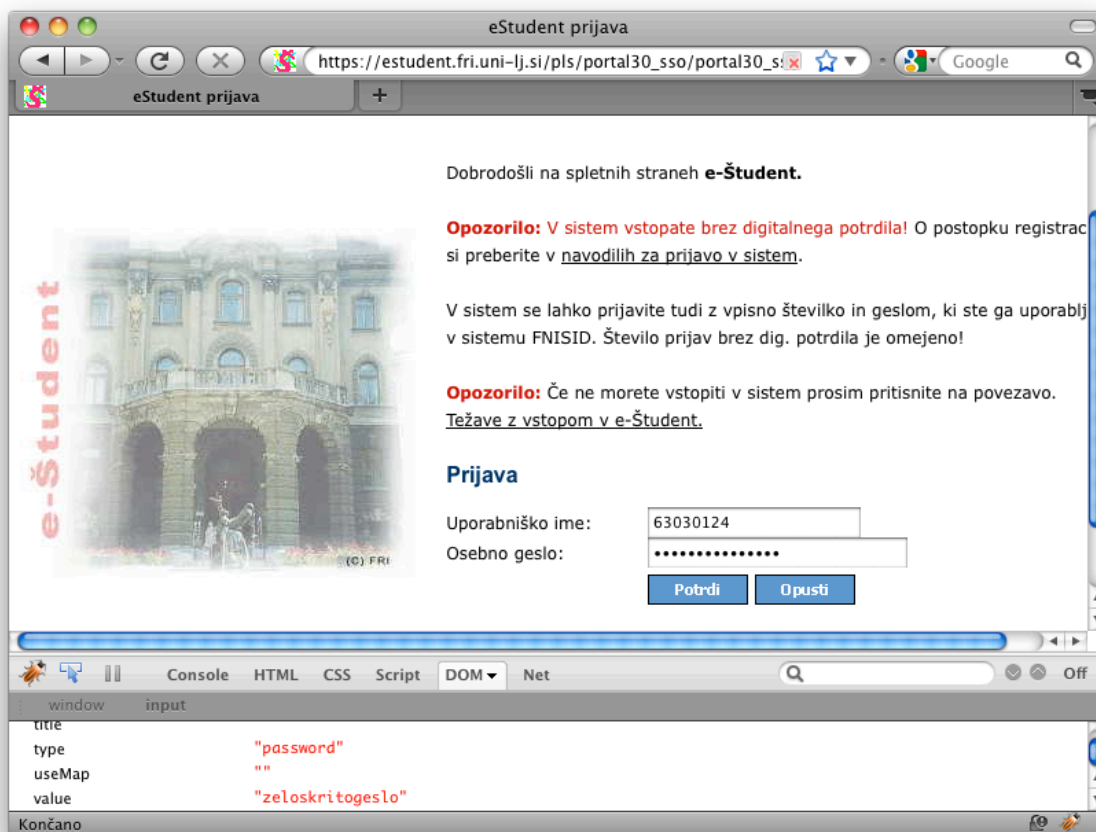 eStudent prijava
https://estudent.fri.uni-lj.si/pls/portal30_sso/portal30_s
Google
eStudent prijava
+
Dobrodošli na spletnih straneh e-Študent.
Opozorilo: V sistem vstopate brez digitalnega potrdila! O postopku registrac
si preberite v navodilih za prijavo v sistem.
V sistem se lahko prijavite tudi z vpisno številko in geslom, ki ste ga uporablj
v sistemu FNISID. Število prijav brez dig. potrdila je omejeno!
Opozorilo: Če ne morete vstopiti v sistem prosim pritisnite na povezavo.
Težave z vstopom v e-Študent.
e-Študent
(C) FRI
Prijava
Uporabniško ime: 63030124
Osebno geslo: •••••••••••••••
Potrdi Opusti
Console HTML CSS Script DOM Net Off
window input
title
type "password"
useMap ""
value "zeloskritogeslo"
Končano